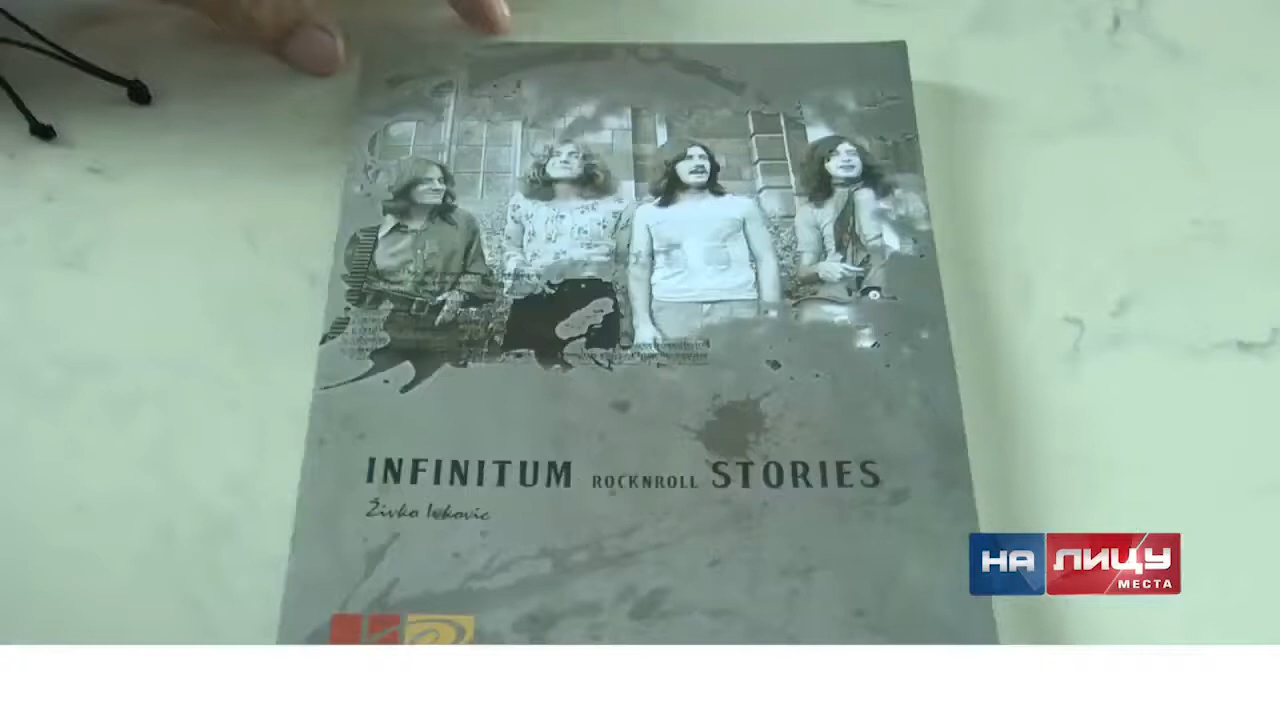 INFINITUM ROCKNROLL STORIES
Živko Ivković
НА ЛИЦУ
МЕСТА